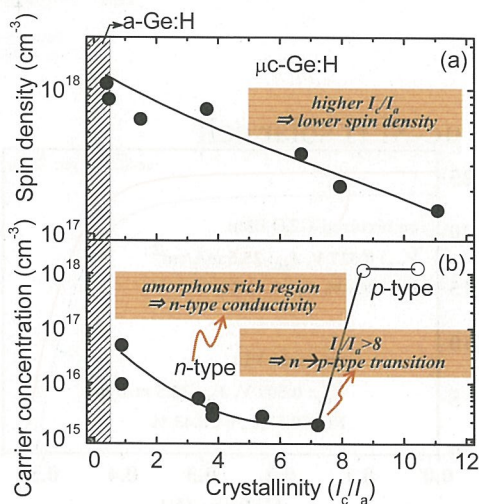 a-Ge:H
μc-Ge:H
(a)
higher Ic/Ia
⇒ lower spin density
Spin density (cm-3)
1018
1017
(b)
amorphous rich region
⇒ n-type conductivity
p-type
n-type
Ic/Ia>8
⇒ n→p-type transition
Carrier concentration (cm-3)
1018
1017
1016
1015
0 2 4 6 8 10 12
Crystallinity (Ic/Ia)